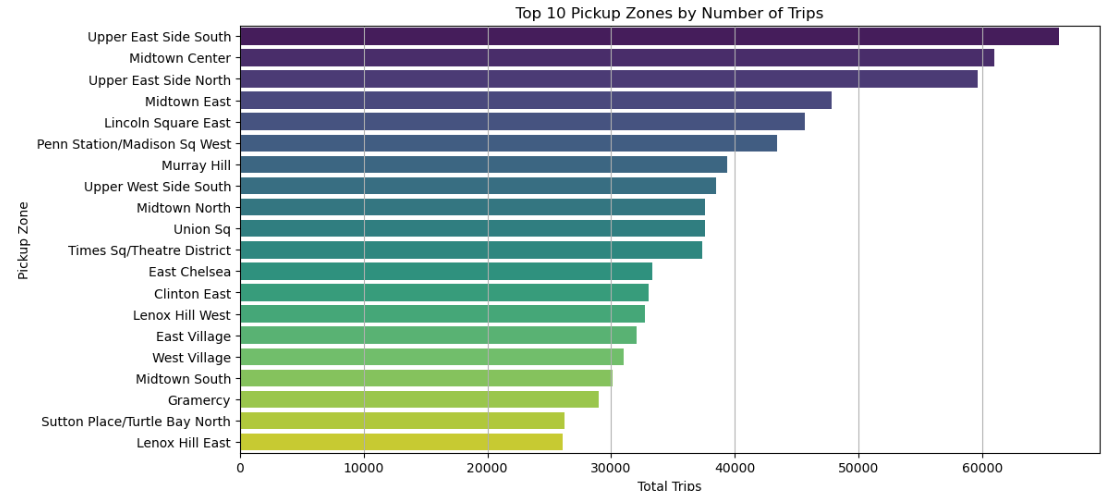 Top 10 Pickup Zones by Number of Trips
Upper East Side South
Midtown Center
Upper East Side North
Midtown East
Lincoln Square East
Penn Station/Madison Sq West
Murray Hill
Upper West Side South
Midtown North
Union Sq
Times Sq/Theatre District
East Chelsea
Clinton East
Lenox Hill West
East Village
West Village
Midtown South
Gramercy
Sutton Place/Turtle Bay North
Lenox Hill East
Pickup Zone
0 10000 20000 30000 40000 50000 60000
Total Trips